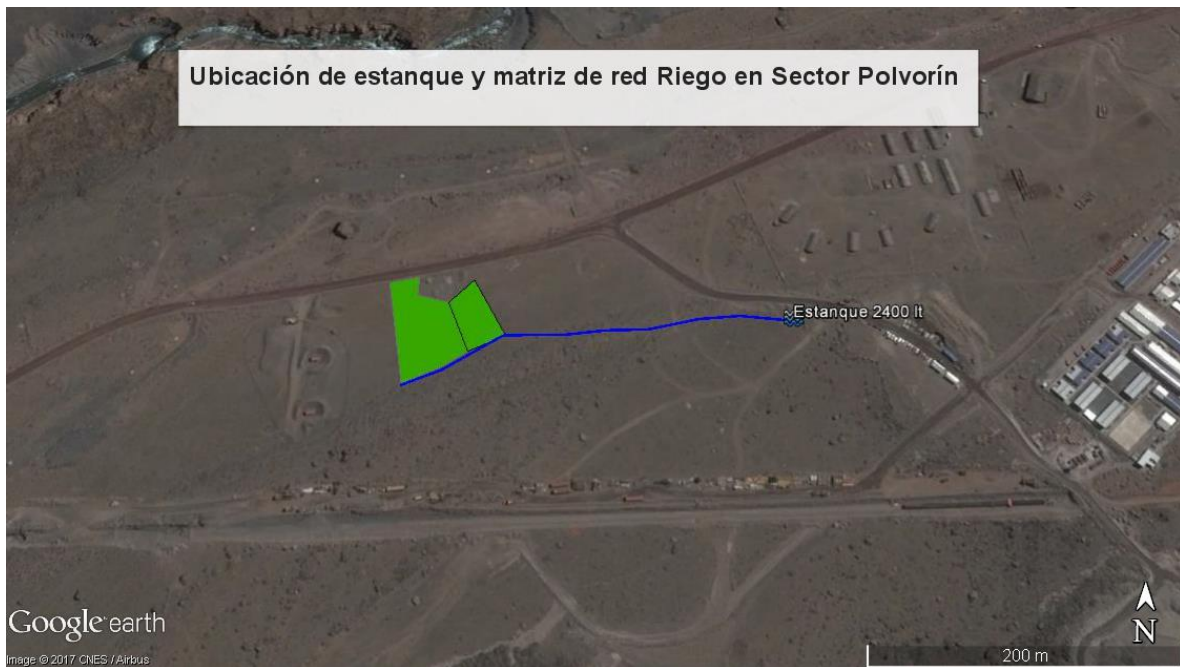 Ubicación de estanque y matriz de red Riego en Sector Polvorín
Estanque 2400 lt
Google earth
Image © 2017 CNES / Airbus
200 m
N